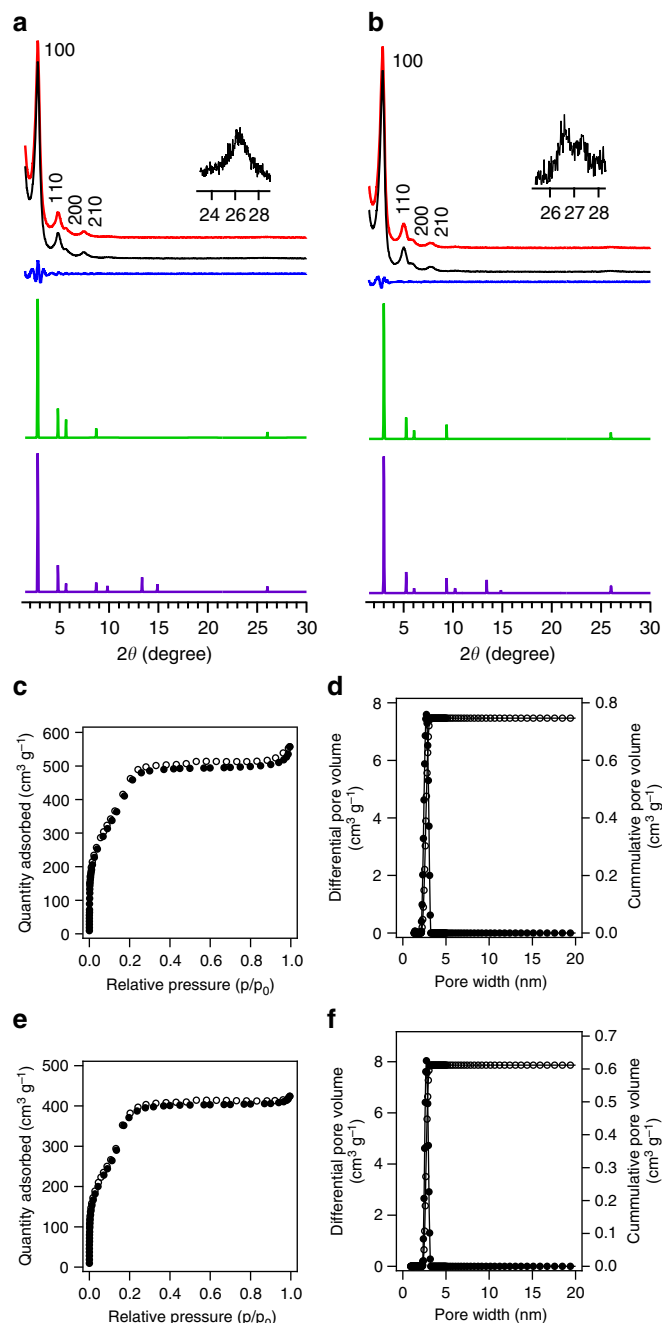 a
100
110
200
210
24 26 28
5 10 15 20 25 30
2θ (degree)
b
100
110
200
210
26 27 28
5 10 15 20 25 30
2θ (degree)
c
600
500
400
300
200
100
0
Quantity adsorbed (cm³ g⁻¹)
0.0 0.2 0.4 0.6 0.8 1.0
Relative pressure (p/p₀)
d
8
6
4
2
0
Differential pore volume
(cm³ g⁻¹)
0.8
0.6
0.4
0.2
0.0
Cummulative pore volume
(cm³ g⁻¹)
0 5 10 15 20
Pore width (nm)
e
500
400
300
200
100
0
Quantity adsorbed (cm³ g⁻¹)
0.0 0.2 0.4 0.6 0.8 1.0
Relative pressure (p/p₀)
f
8
6
4
2
0
Differential pore volume
(cm³ g⁻¹)
0.7
0.6
0.5
0.4
0.3
0.2
0.1
0.0
Cummulative pore volume
(cm³ g⁻¹)
0 5 10 15 20
Pore width (nm)